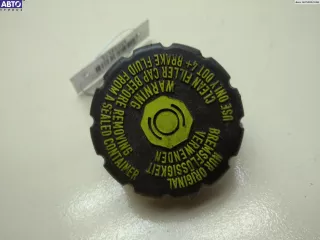 АВТО
WARNING
CLEAN FILLER CAP BEFORE REMOVING
USE ONLY DOT 4+ BRAKE FLUID FROM A SEALED CONTAINER
NUR ORIGINAL
BREMSFLÜSSIGKEIT
VERWENDEN